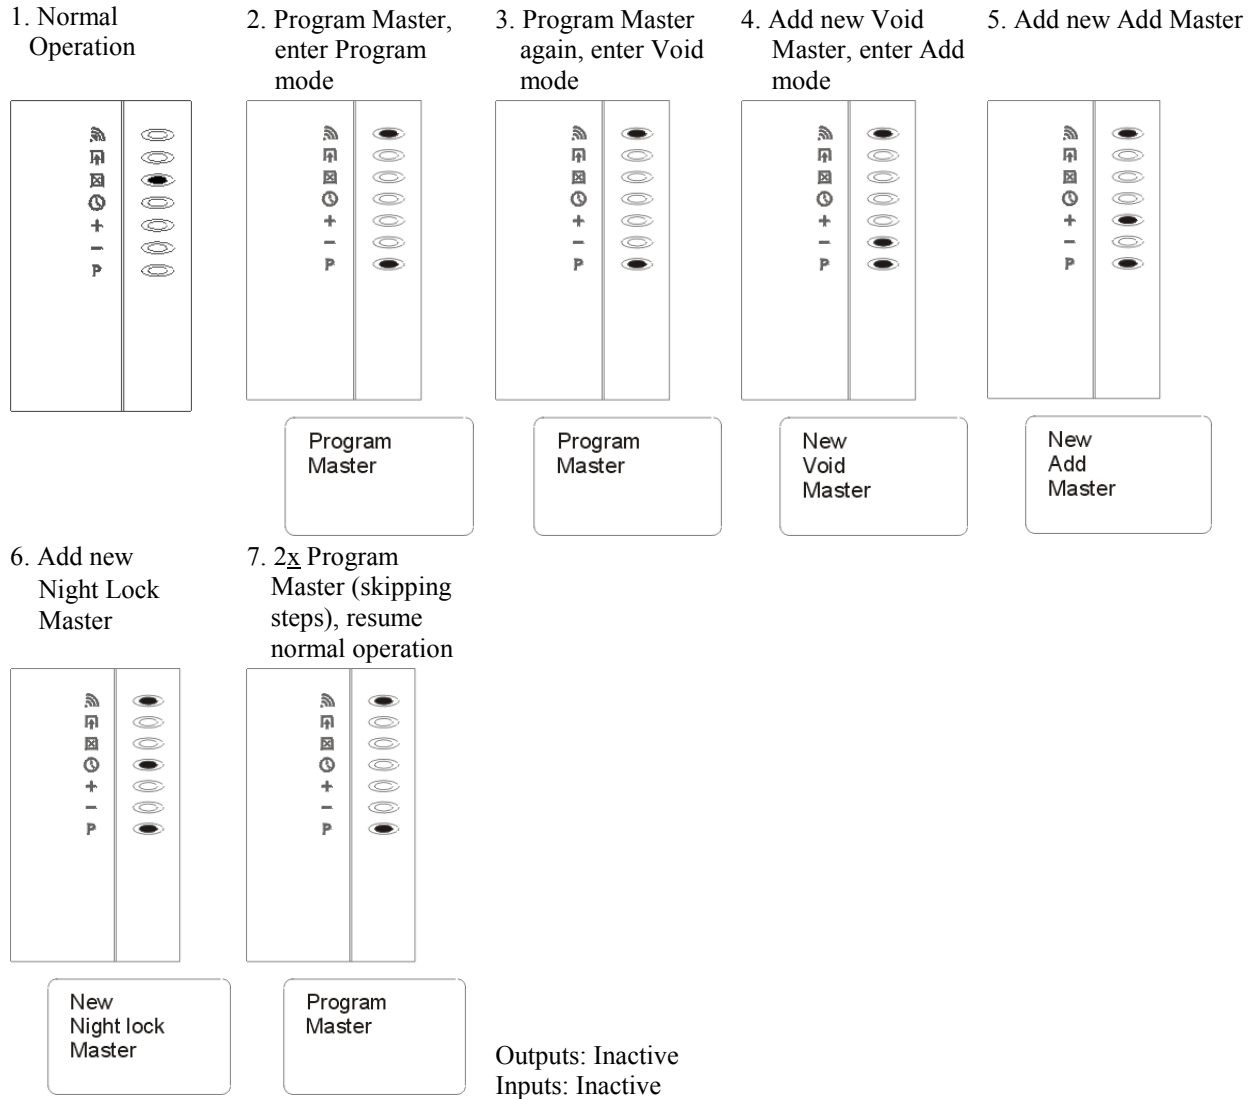 1. Normal
Operation
2. Program Master,
enter Program
mode
3. Program Master
again, enter Void
mode
4. Add new Void
Master, enter Add
mode
5. Add new Add Master
+
−
P
+
−
P
+
−
P
+
−
P
+
−
P
Program
Master
Program
Master
New
Void
Master
New
Add
Master
6. Add new
Night Lock
Master
7. 2x Program
Master (skipping
steps), resume
normal operation
+
−
P
+
−
P
New
Night lock
Master
Program
Master
Outputs: Inactive
Inputs: Inactive